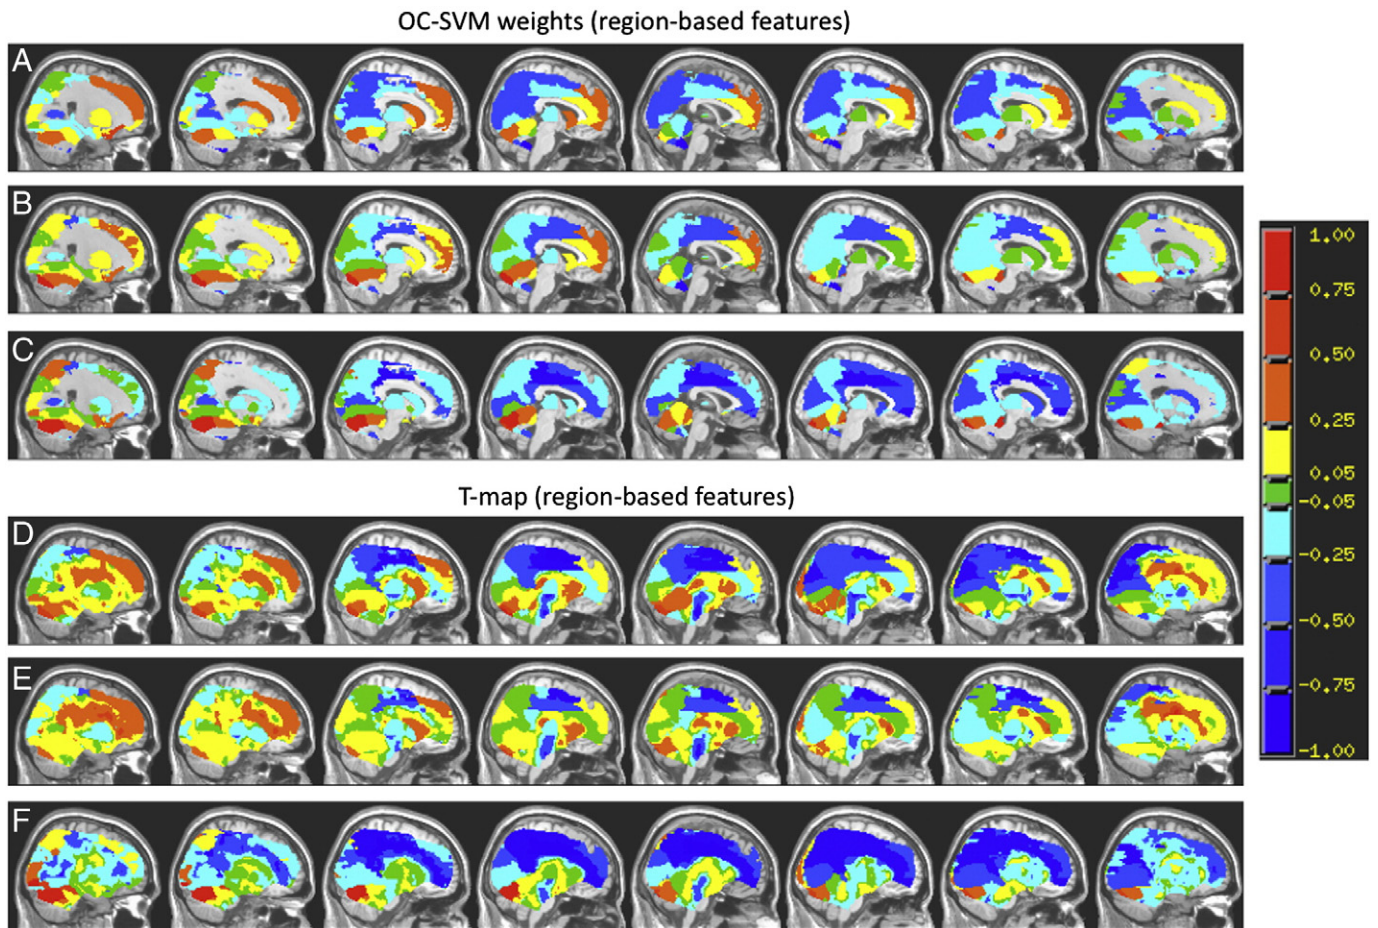 OC-SVM weights (region-based features)
A
B
C
T-map (region-based features)
D
E
F
1.00
0.75
0.50
0.25
0.05
-0.05
-0.25
-0.50
-0.75
-1.00